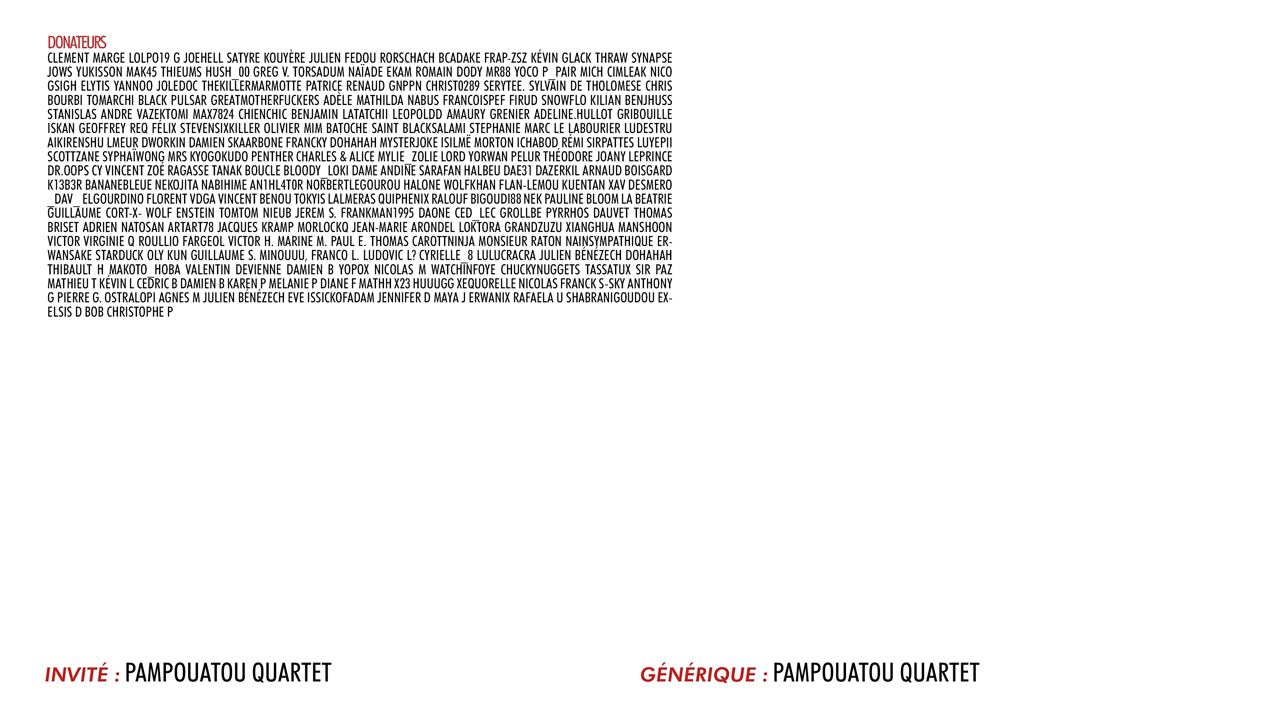 DONATEURS
CLEMENT MARGE LOLPO19 G JOEHELL SATYRE KOUYÈRE JULIEN FEDOU RORSCHACH BCADAKE FRAP-ZSZ KÉVIN GLACK THRAW SYNAPSE
JOWS YUKISSON MAK45 THIEUMS HUSH_00 GREG V. TORSADUM NAÏADE EKAM ROMAIN DODY MR88 YOCO P_PAIR MICH CIMLEAK NICO
GSIGH ELYTIS YANNOO JOLEDOC THEKILLERMARMOTTE PATRICE RENAUD GNPPN CHRIST0289 SERYTEE. SYLVAIN DE THOLOMESE CHRIS
BOURBI TOMARCHI BLACK PULSAR GREATMOTHERFUCKERS ADÈLE MATHILDA NABUS FRANCOISPEF FIRUD SNOWFLO KILIAN BENJHUSS
STANISLAS ANDRE VAZEKTOMI MAX7824 CHIENCHIC BENJAMIN LATATCHII LEOPOLDD AMAURY GRENIER ADELINE.HULLOT GRIBOUILLE
ISKAN GEOFFREY REQ FÉLIX STEVENSIXKILLER OLIVIER MIM BATOCHE SAINT BLACKSALAMI STEPHANIE MARC LE LABOURIER LUDESTRU
AIKIRENSHU LMEUR DWORKIN DAMIEN SKAARBONE FRANCKY DOHAHAH MYSTERJOKE ISILMË MORTON ICHABOD RÉMI SIRPATTES LUYEPII
SCOTTZANE SYPHAÏWONG MRS KYOGOKUDO PENTHER CHARLES & ALICE MYLIE_ZOLIE LORD YORWAN PELUR THÉODORE JOANY LEPRINCE
DR.OOPS CY VINCENT ZOÉ RAGASSE TANAK BOUCLE BLOODY_LOKI DAME ANDINE SARAFAN HALBEU DAE31 DAZERKIL ARNAUD BOISGARD
K13B3R BANANEBLEUE NEKOJITA NABIHIME AN1HL4T0R NORBERTLEGOUROU HALONE WOLFKHAN FLAN-LEMOU KUENTAN XAV DESMERO
_DAV_ ELGOURDINO FLORENT VDGA VINCENT BENOU TOKYIS LALMERAS QUIPHENIX RALOUF BIGOUDI88 NEK PAULINE BLOOM LA BEATRIE
GUILLAUME CORT-X- WOLF ENSTEIN TOMTOM NIEUB JEREM S. FRANKMAN1995 DAONE CED_LEC GROLLBE PYRRHOS DAUVET THOMAS
BRISET ADRIEN NATOSAN ARTART78 JACQUES KRAMP MORLOCKQ JEAN-MARIE ARONDEL LOKTORA GRANDZUZU XIANGHUA MANSHOON
VICTOR VIRGINIE Q ROULLIO FARGEOL VICTOR H. MARINE M. PAUL E. THOMAS CAROTTNINJA MONSIEUR RATON NAINSYMPATHIQUE ER-
WANSAKE STARDUCK OLY KUN GUILLAUME S. MINOUUU, FRANCO L. LUDOVIC L? CYRIELLE_8 LULUCRACRA JULIEN BÉNÉZECH DOHAHAH
THIBAULT H MAKOTO_HOBA VALENTIN DEVIENNE DAMIEN B YOPOX NICOLAS M WATCHINFOYE CHUCKYNUGGETS TASSATUX SIR PAZ
MATHIEU T KÉVIN L CEDRIC B DAMIEN B KAREN P MELANIE P DIANE F MATHH X23 HUUUGG XEQUORELLE NICOLAS FRANCK S-SKY ANTHONY
G PIERRE G. OSTRALOPI AGNES M JULIEN BÉNÉZECH EVE ISSICKOFADAM JENNIFER D MAYA J ERWANIX RAFAELA U SHABRANIGOUDOU EX-
ELSIS D BOB CHRISTOPHE P
INVITÉ : PAMPOUATOU QUARTET
GÉNÉRIQUE : PAMPOUATOU QUARTET